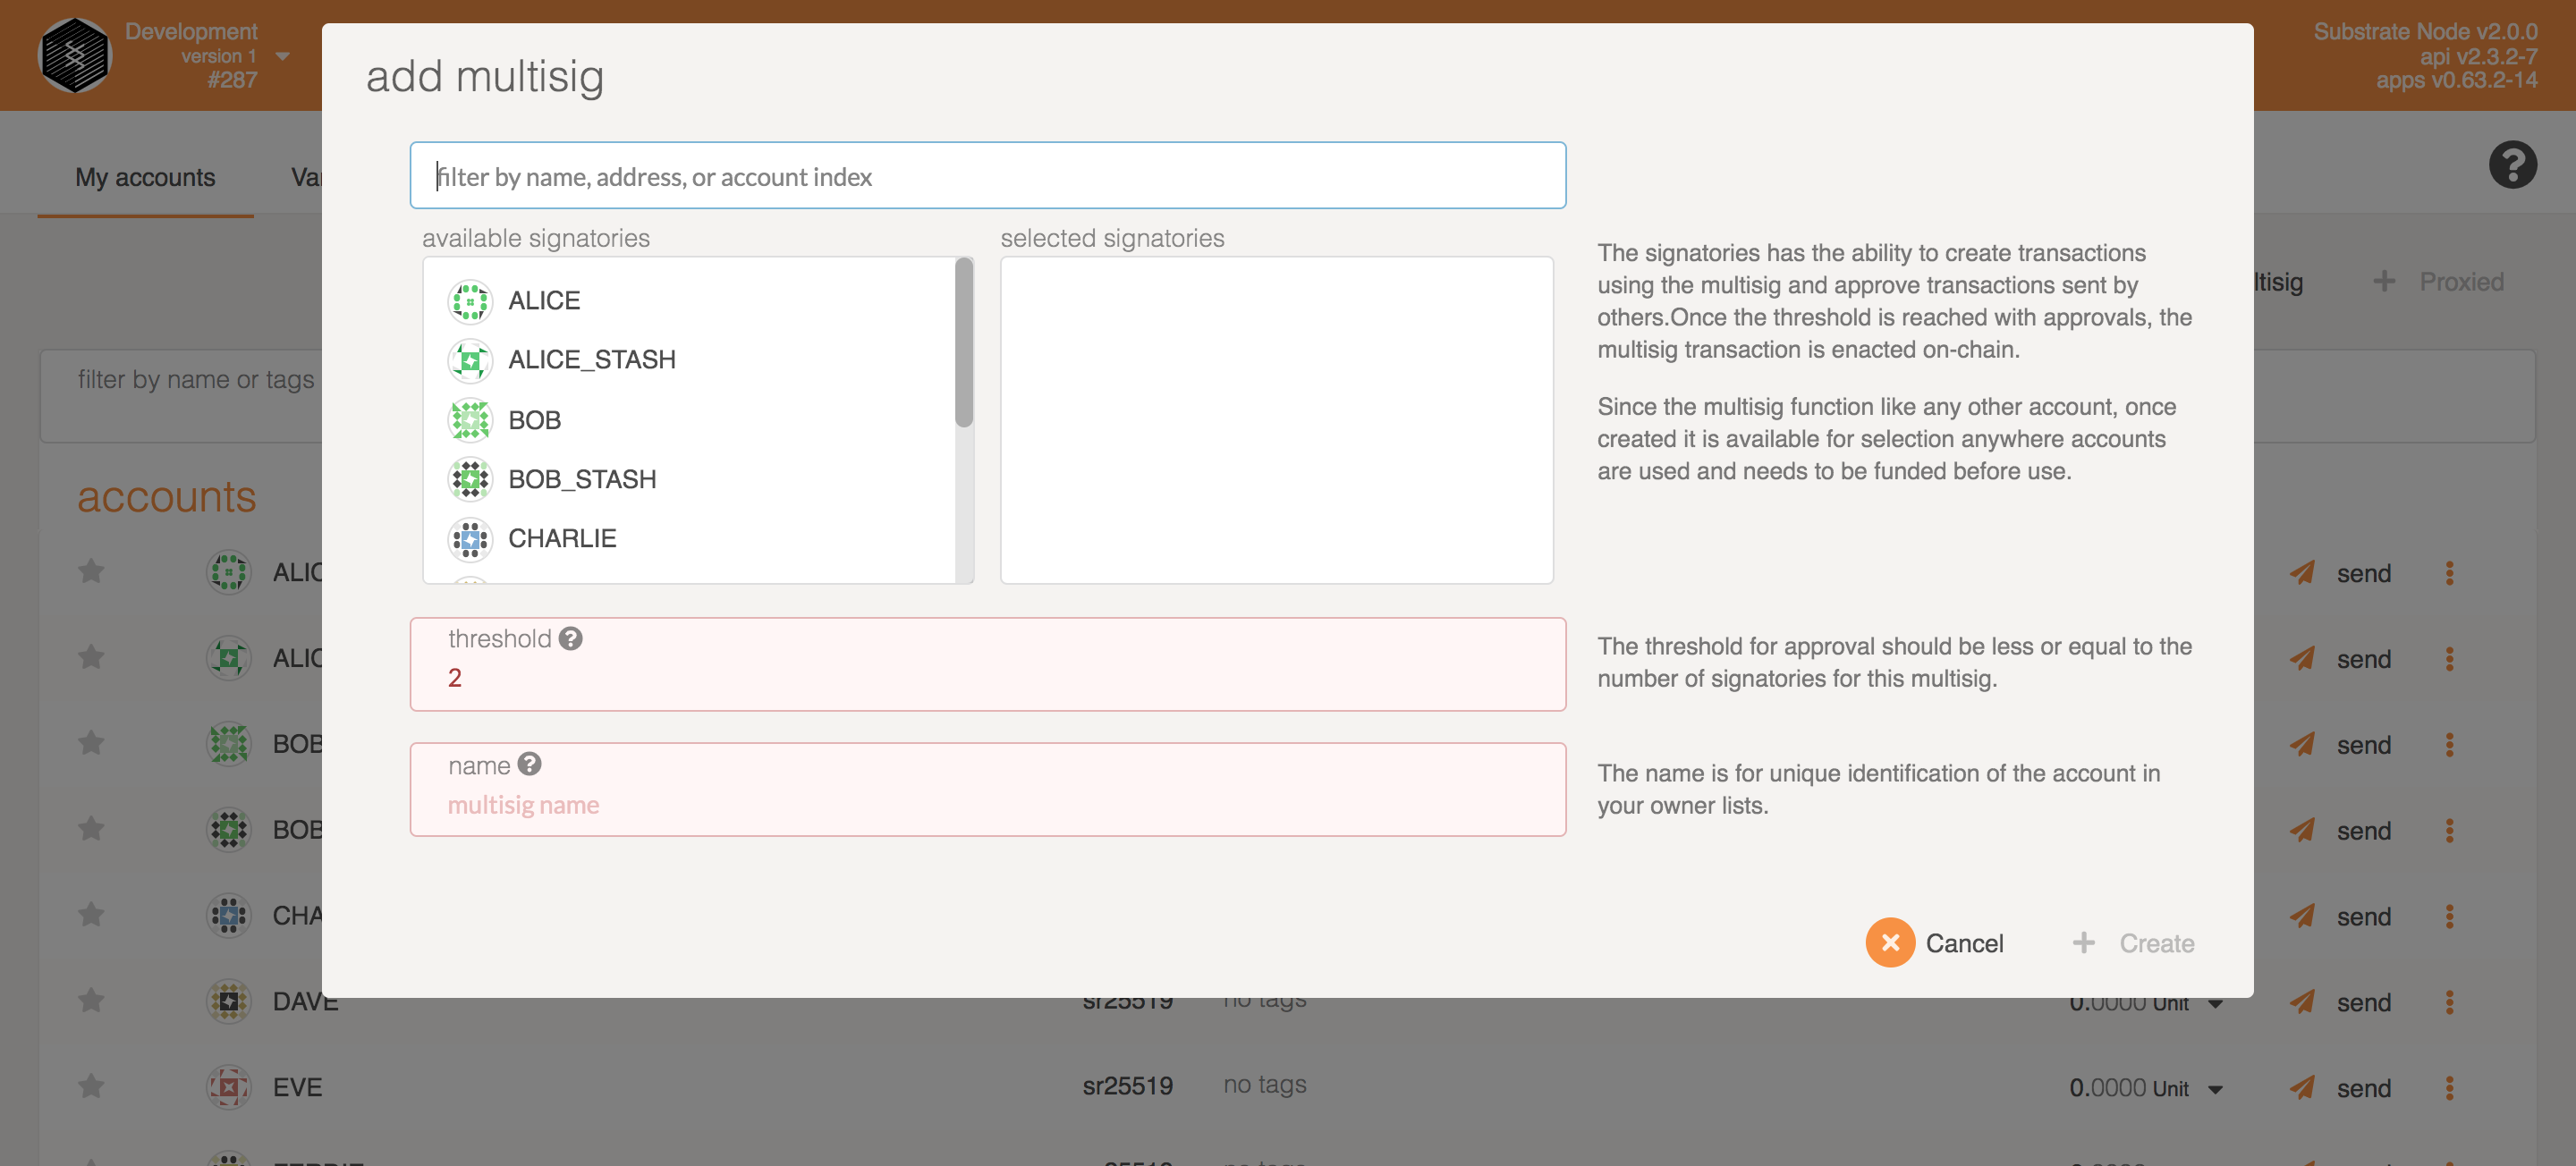 Development
version 1
#287
Substrate Node v2.0.0
api v2.3.2-7
apps v0.63.2-14
add multisig
filter by name, address, or account index
My accounts
available signatories
selected signatories
ALICE
ALICE_STASH
BOB
BOB_STASH
CHARLIE
The signatories has the ability to create transactions
using the multisig and approve transactions sent by
others.Once the threshold is reached with approvals, the
multisig transaction is enacted on-chain.
Since the multisig function like any other account, once
created it is available for selection anywhere accounts
are used and needs to be funded before use.
ltisig
Proxied
filter by name or tags
accounts
threshold
2
The threshold for approval should be less or equal to the
number of signatories for this multisig.
name
multisig name
The name is for unique identification of the account in
your owner lists.
Cancel
Create
ALIC send
ALIC send
BOB send
BOB send
CHA send
DAVE sr25519 no tags 0.0000 Unit send
EVE sr25519 no tags 0.0000 Unit send